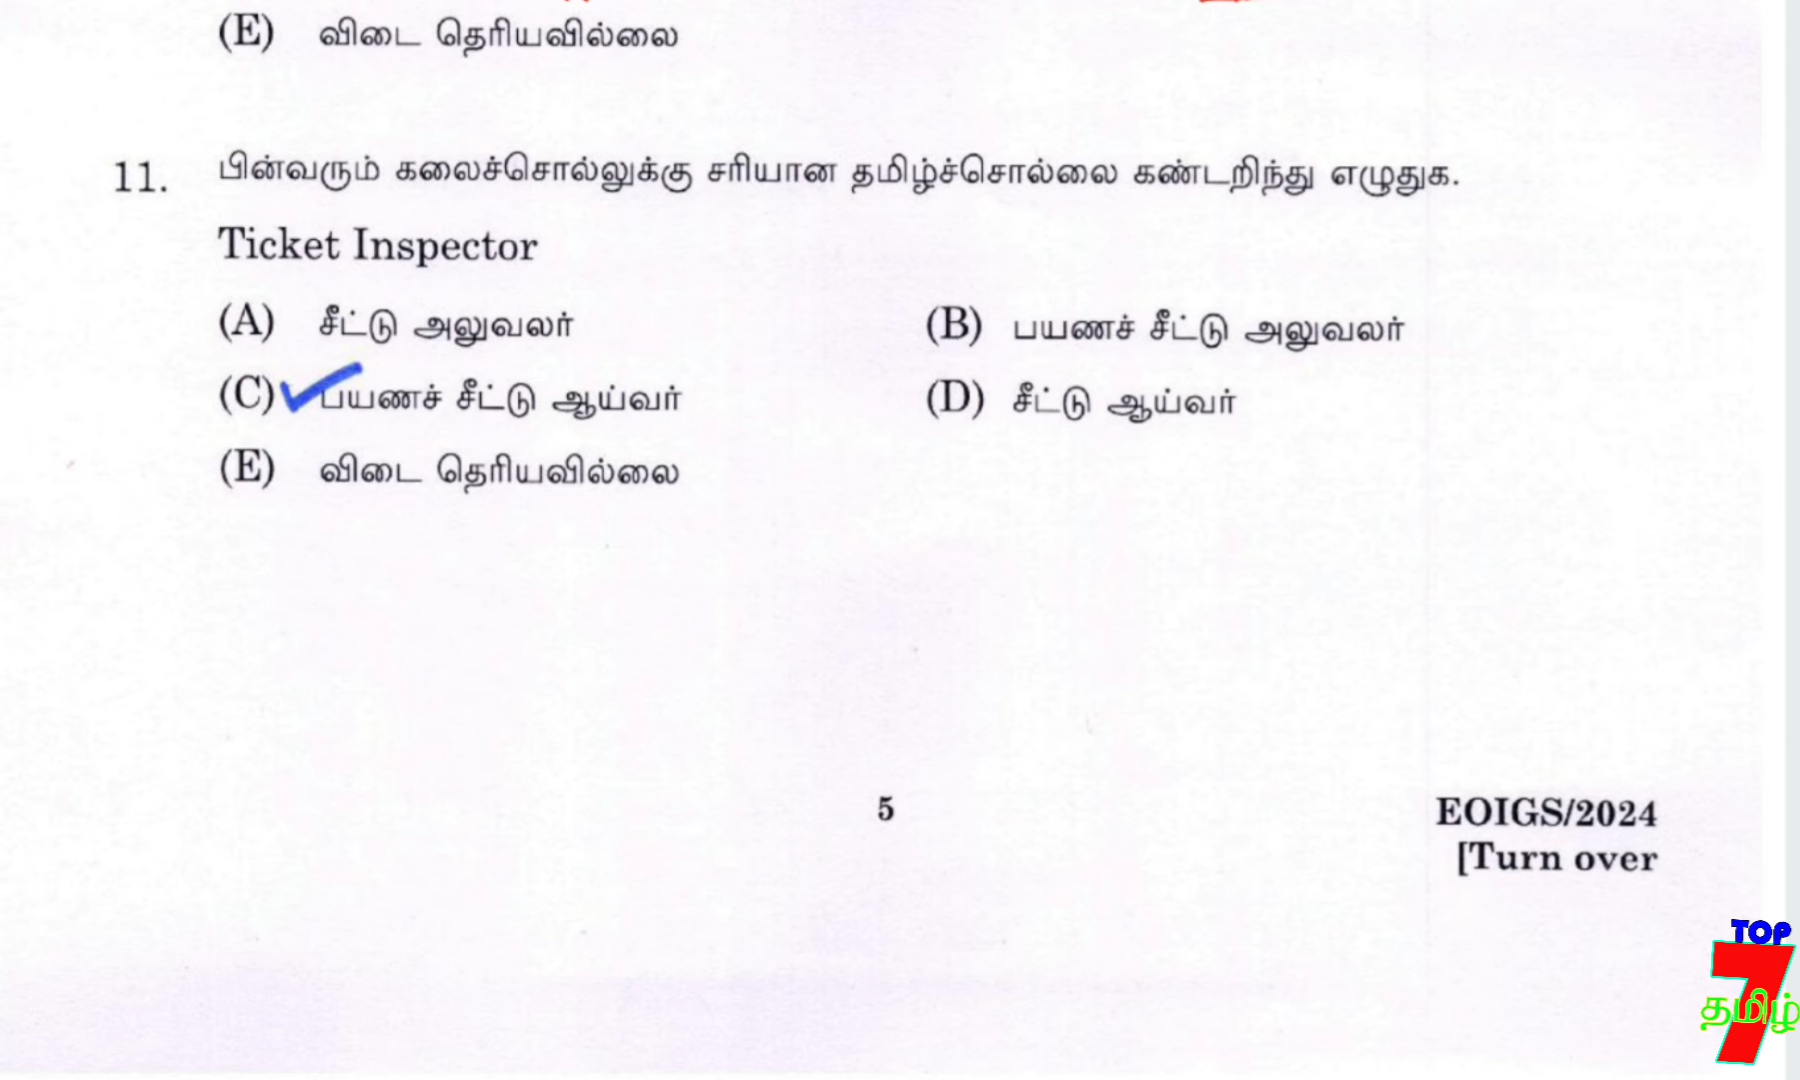 (E) விடை தெரியவில்லை
11. பின்வரும் கலைச்சொல்லுக்கு சரியான தமிழ்ச்சொல்லை கண்டறிந்து எழுதுக.
Ticket Inspector
(A) சீட்டு அலுவலர் (B) பயணச் சீட்டு அலுவலர்
(C) பயணச் சீட்டு ஆய்வர் (D) சீட்டு ஆய்வர்
(E) விடை தெரியவில்லை
5 EOIGS/2024
[Turn over
TOP
7
தமிழ்